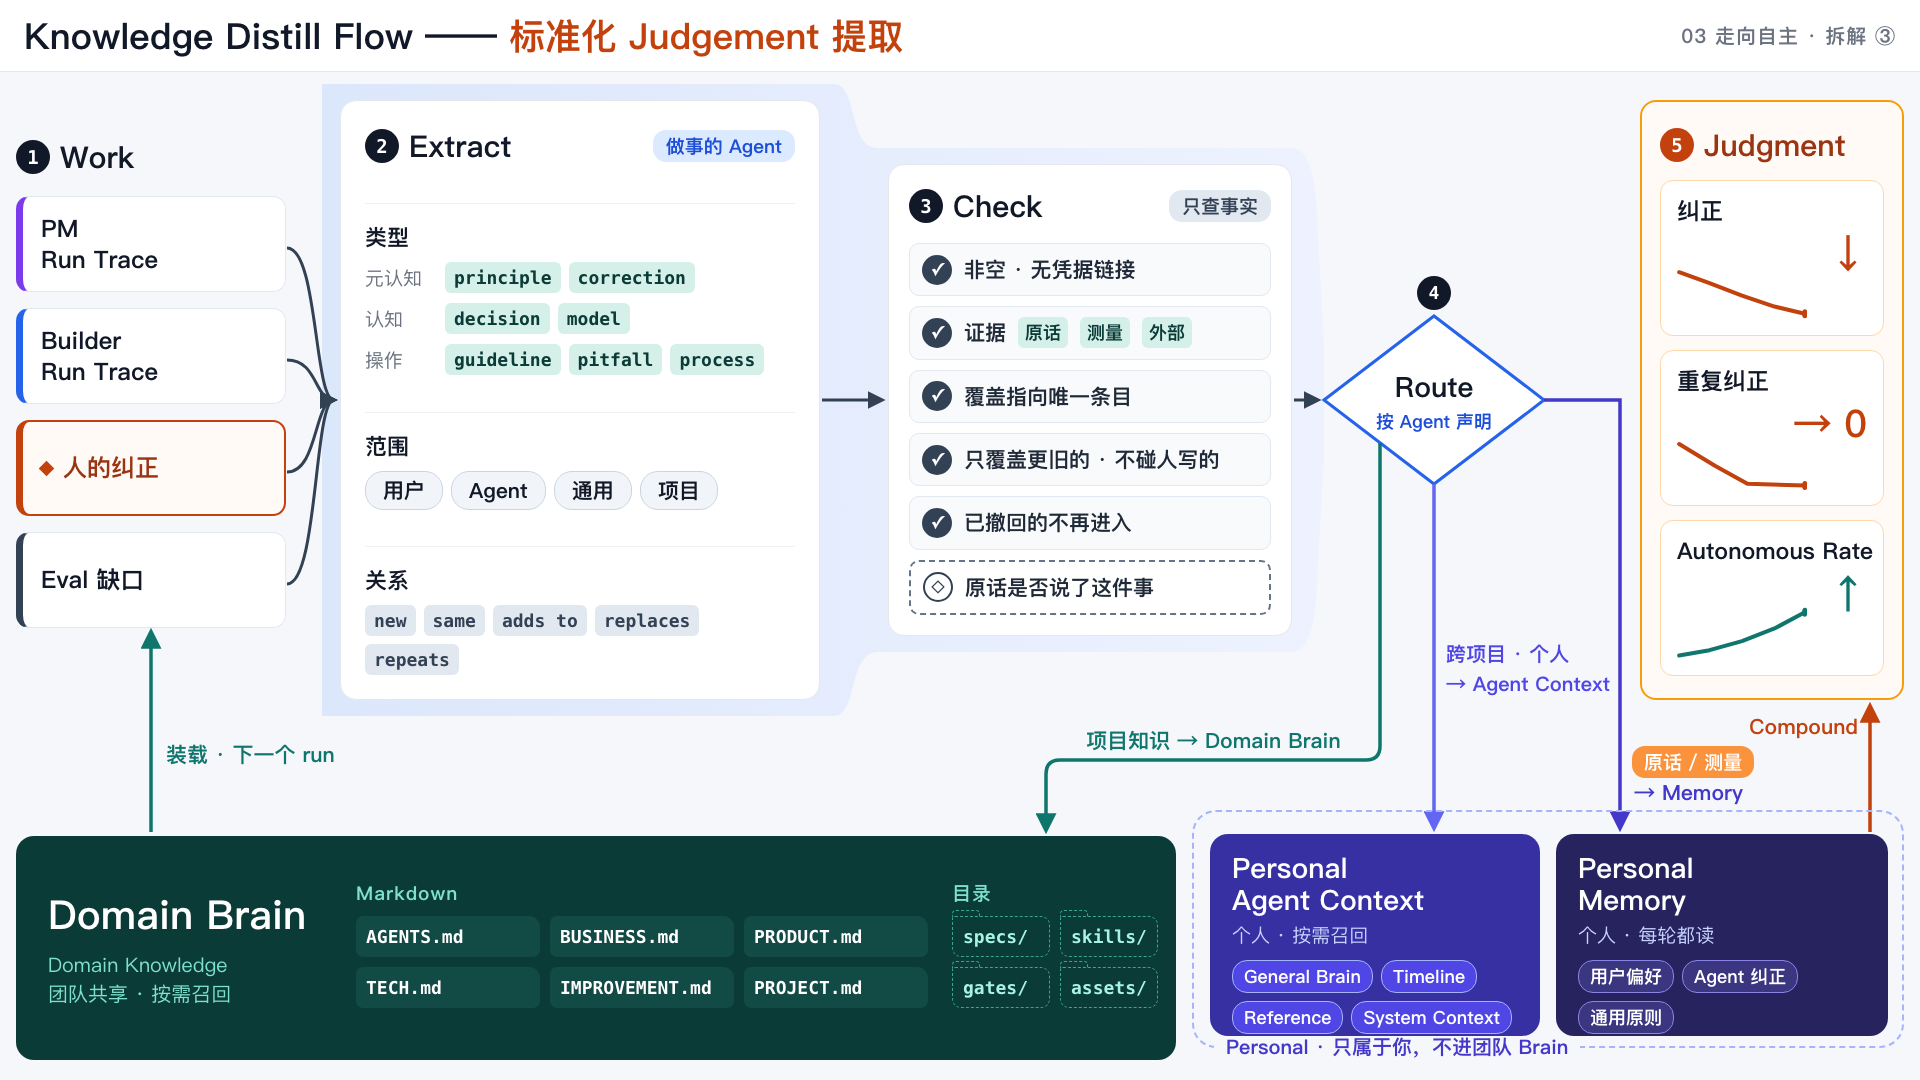 Knowledge Distill Flow —— 标准化 Judgement 提取
03 走向自主 · 拆解 ③
1 Work
PM
Run Trace
Builder
Run Trace
◆ 人的纠正
Eval 缺口
装载 · 下一个 run
2 Extract
做事的 Agent
类型
元认知 principle correction
认知 decision model
操作 guideline pitfall process
范围
用户 Agent 通用 项目
关系
new same adds to replaces
repeats
3 Check
只查事实
非空 · 无凭据链接
证据 原话 测量 外部
覆盖指向唯一条目
只覆盖更旧的 · 不碰人写的
已撤回的不再进入
原话是否说了这件事
4
Route
按 Agent 声明
项目知识 → Domain Brain
跨项目 · 个人
→ Agent Context
原话 / 测量
→ Memory
Compound
5 Judgment
纠正
↓
重复纠正
→ 0
Autonomous Rate
↑
Domain Brain
Domain Knowledge
团队共享 · 按需召回
Markdown
AGENTS.md BUSINESS.md PRODUCT.md
TECH.md IMPROVEMENT.md PROJECT.md
目录
specs/ skills/
gates/ assets/
Personal
Agent Context
个人 · 按需召回
General Brain Timeline
Reference System Context
Personal
Memory
个人 · 每轮都读
用户偏好 Agent 纠正
通用原则
Personal · 只属于你，不进团队 Brain